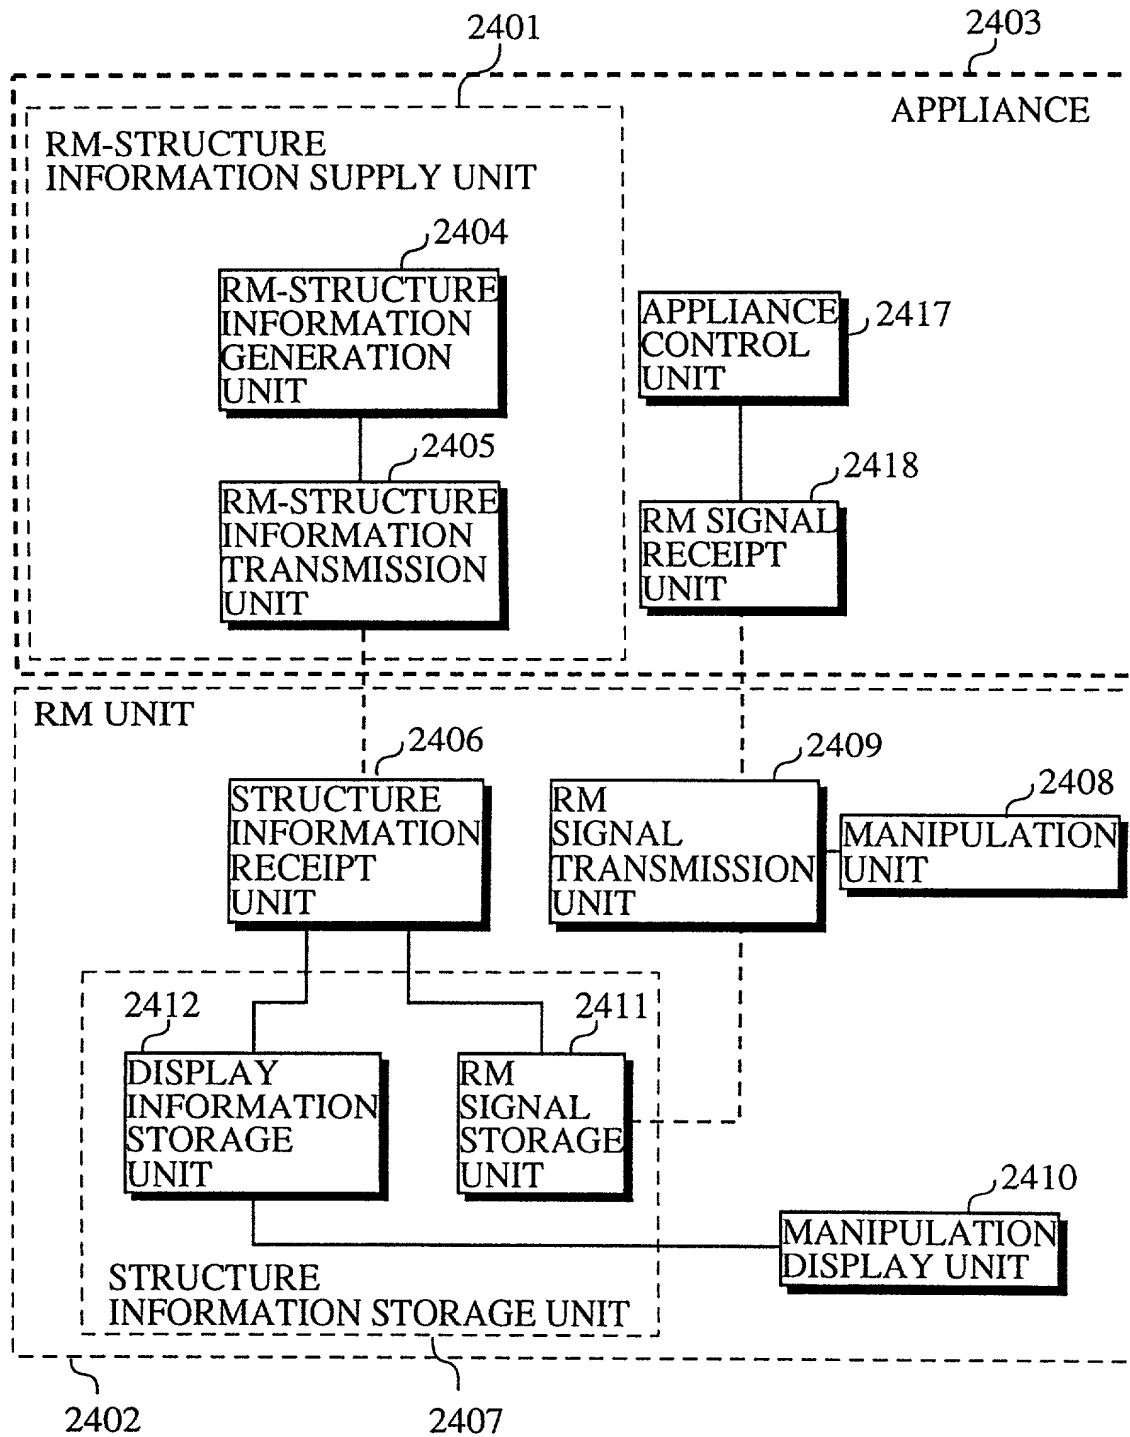 2401
2403
APPLIANCE
RM-STRUCTURE
INFORMATION SUPPLY UNIT
2404
RM-STRUCTURE
INFORMATION
GENERATION
UNIT
APPLIANCE
CONTROL
UNIT
2417
2405
RM-STRUCTURE
INFORMATION
TRANSMISSION
UNIT
2418
RM SIGNAL
RECEIPT
UNIT
RM UNIT
2406
STRUCTURE
INFORMATION
RECEIPT
UNIT
2409
RM
SIGNAL
TRANSMISSION
UNIT
2408
MANIPULATION
UNIT
2412
DISPLAY
INFORMATION
STORAGE
UNIT
2411
RM
SIGNAL
STORAGE
UNIT
2410
MANIPULATION
DISPLAY UNIT
STRUCTURE
INFORMATION STORAGE UNIT
2402
2407